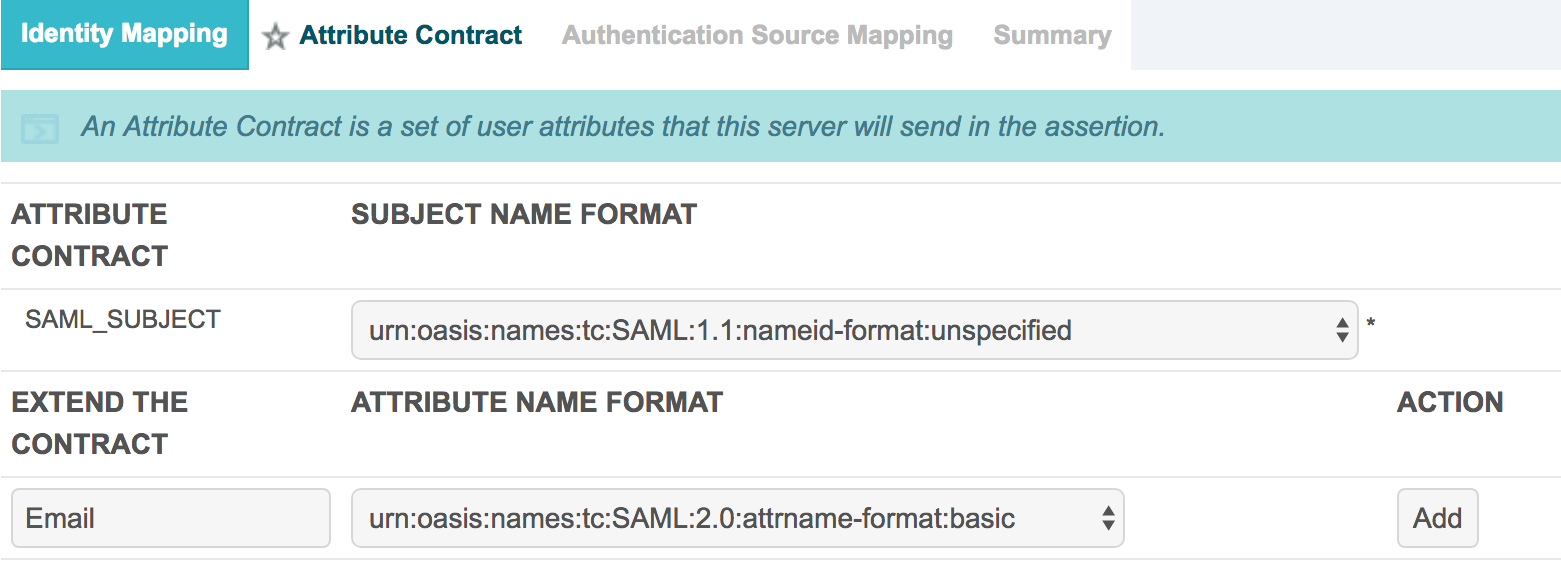 Identity Mapping Attribute Contract Authentication Source Mapping Summary
An Attribute Contract is a set of user attributes that this server will send in the assertion.
ATTRIBUTE CONTRACT SUBJECT NAME FORMAT
SAML_SUBJECT urn:oasis:names:tc:SAML:1.1:nameid-format:unspecified *
EXTEND THE CONTRACT ATTRIBUTE NAME FORMAT ACTION
Email urn:oasis:names:tc:SAML:2.0:attrname-format:basic Add